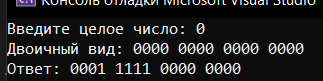 Консоль отладки Microsoft Visual Studio
Введите целое число: 0
Двоичный вид: 0000 0000 0000 0000
Ответ: 0001 1111 0000 0000